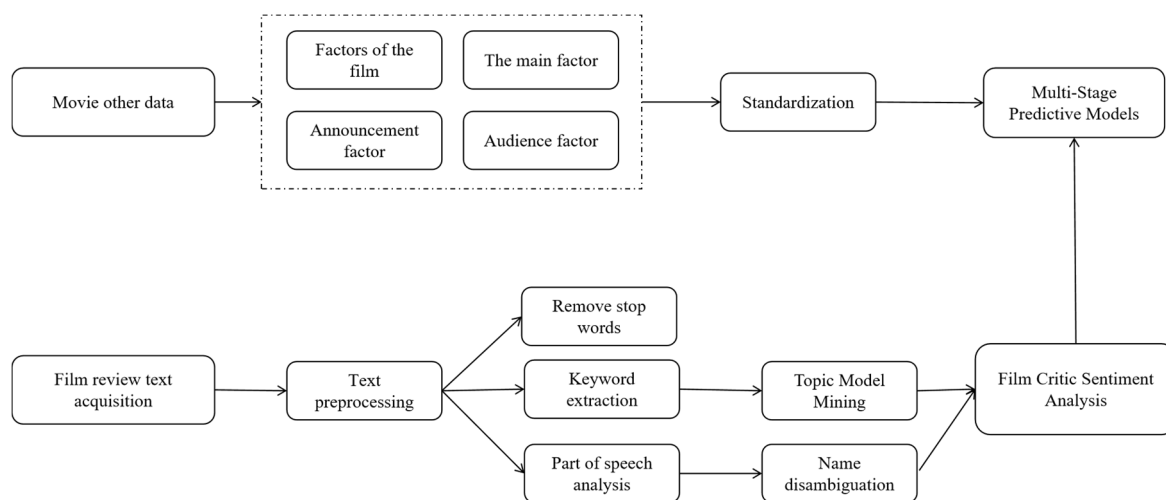 Movie other data
Factors of the
film
The main factor
Announcement
factor
Audience factor
Standardization
Multi-Stage
Predictive Models
Film review text
acquisition
Text
preprocessing
Remove stop
words
Keyword
extraction
Part of speech
analysis
Topic Model
Mining
Name
disambiguation
Film Critic Sentiment
Analysis